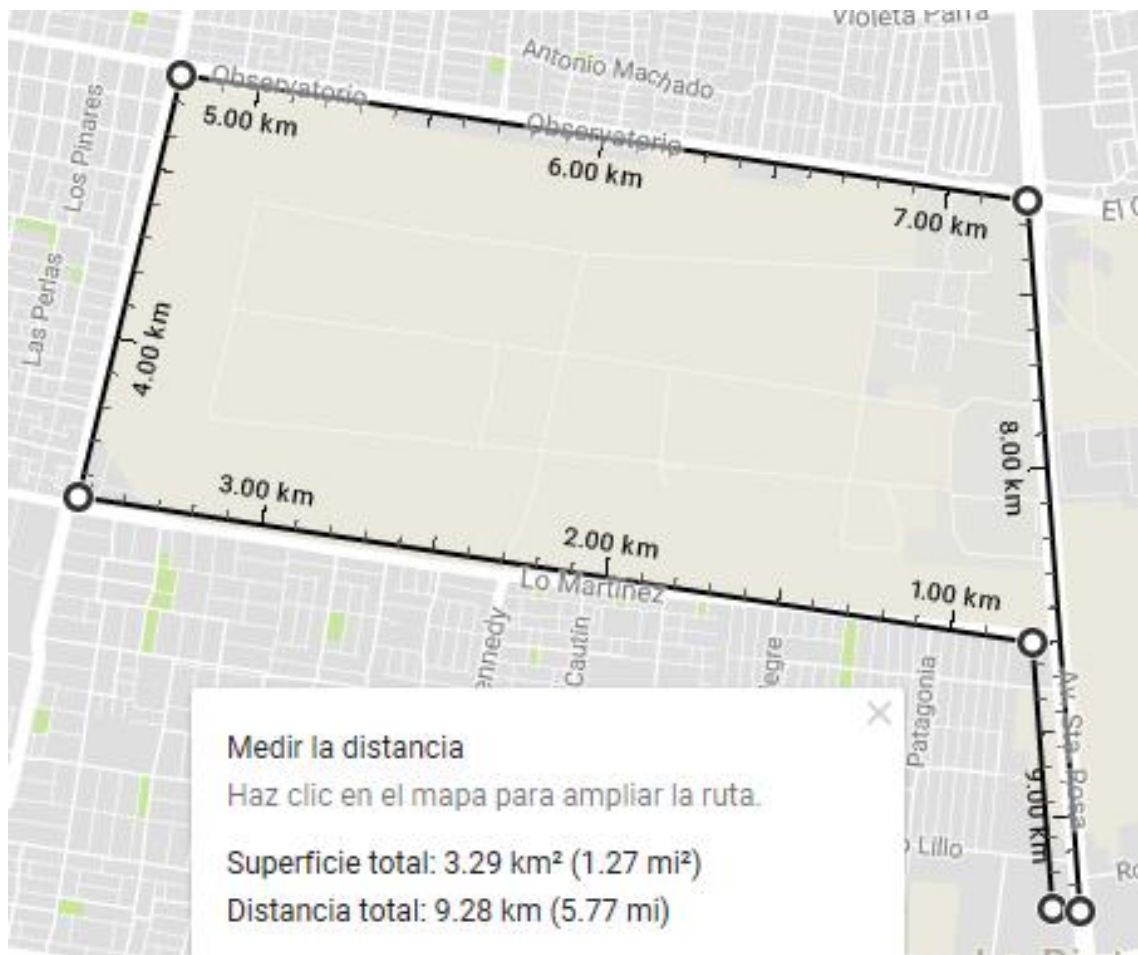 Violeta Parra
Antonio Machado
Observatorio
Los Pinares
5.00 km
Observatorio
6.00 km
7.00 km
Las Perlas
4.00 km
8.00 km
3.00 km
2.00 km
Lo Martínez
1.00 km
Cautín
Patagonia
Av. Sta. Rosa
9.00 km
Lillo
Medir la distancia
Haz clic en el mapa para ampliar la ruta.
Superficie total: 3.29 km² (1.27 mi²)
Distancia total: 9.28 km (5.77 mi)